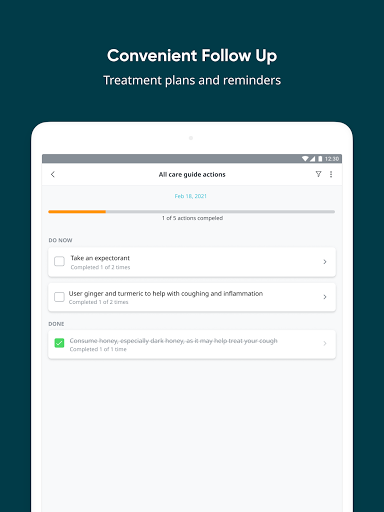 Convenient Follow Up
Treatment plans and reminders
12:30
All care guide actions
Feb 18, 2021
1 of 5 actions compeled
DO NOW
Take an expectorant
Completed 1 of 2 times
User ginger and turmeric to help with coughing and inflammation
Completed 1 of 2 times
DONE
Consume honey, especially dark honey, as it may help treat your cough
Completed 1 of 1 time